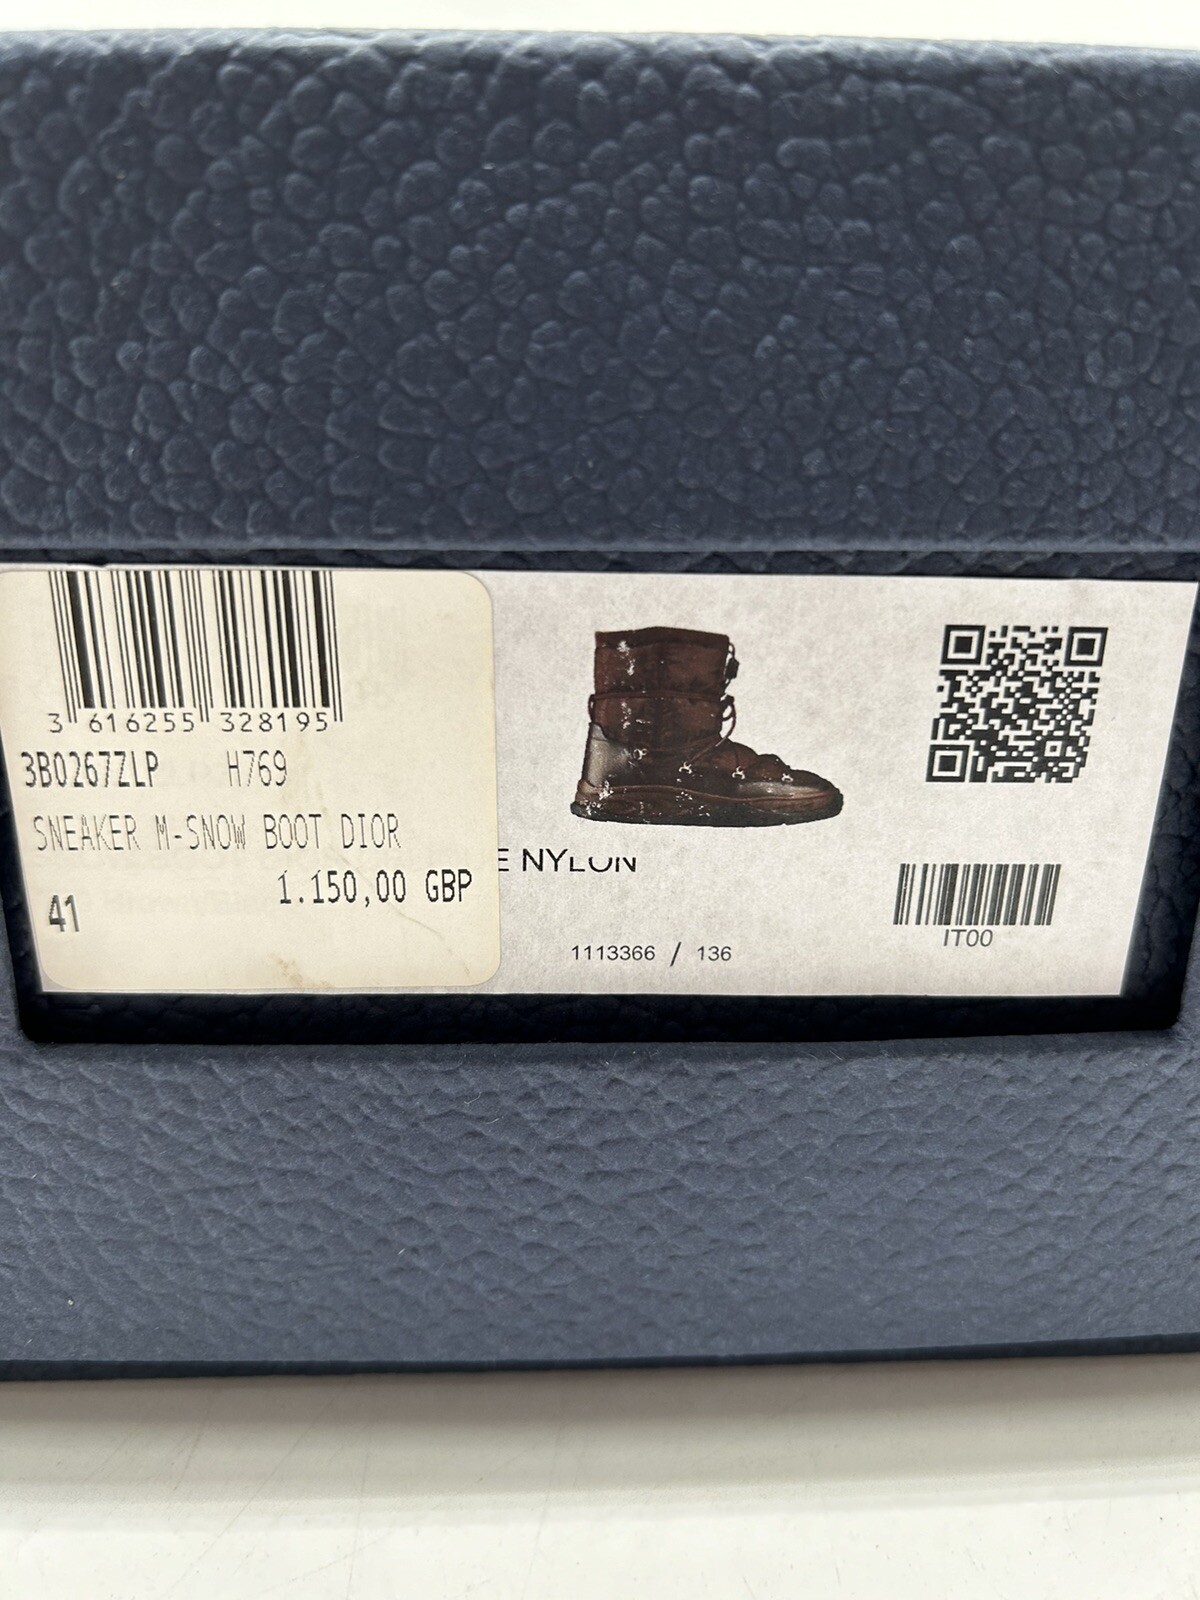 3 616255 328195
3B0267ZLP H769
SNEAKER M-SNOW BOOT DIOR
1.150,00 GBP
41
E NYLON
1113366 / 136
IT00